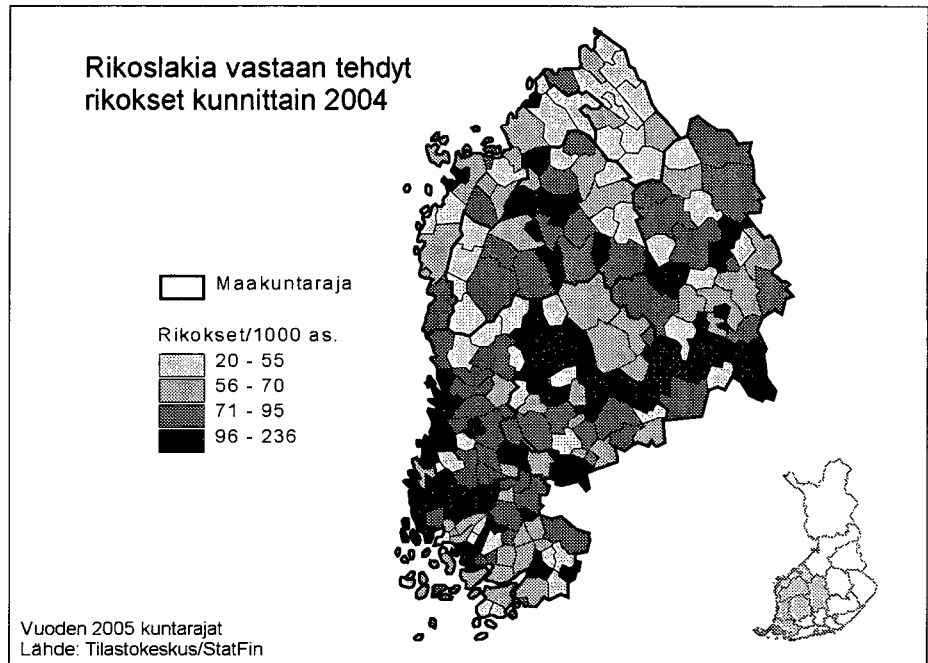 Rikoslakia vastaan tehdyt
rikokset kunnittain 2004
Maakuntaraja
Rikokset/1000 as.
20 - 55
56 - 70
71 - 95
96 - 236
Vuoden 2005 kuntarajat
Lähde: Tilastokeskus/StatFin